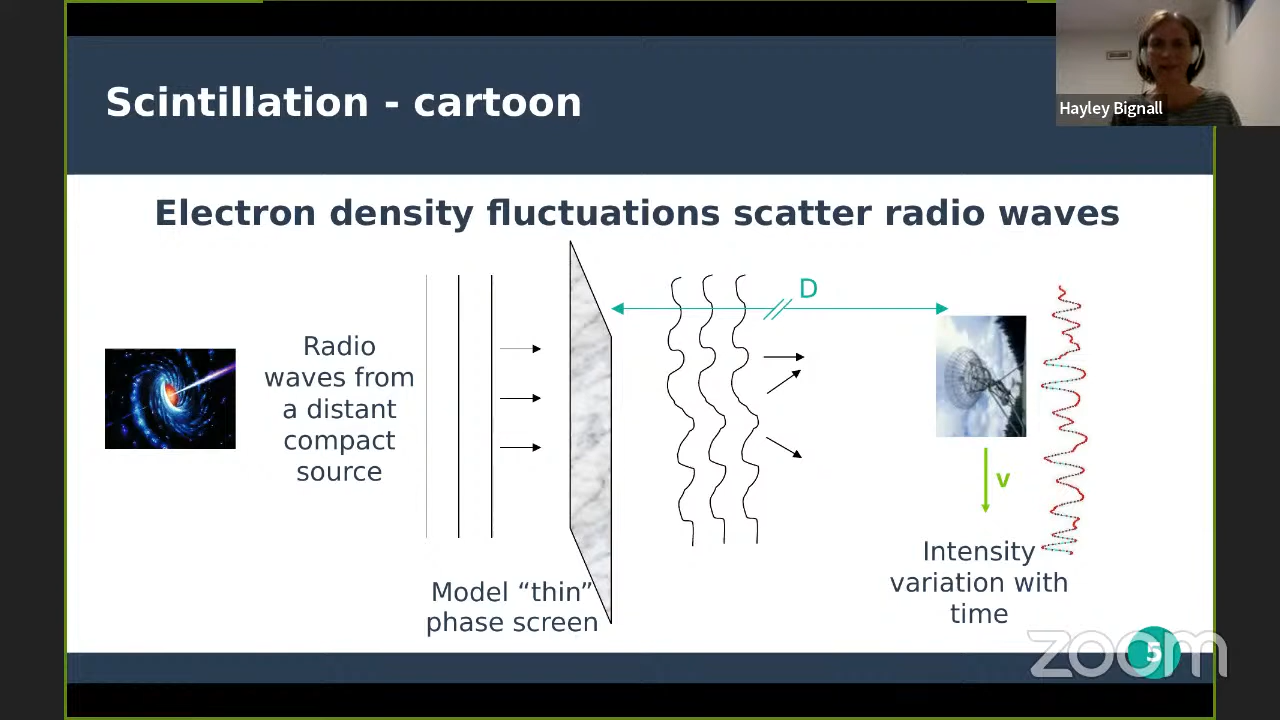 Scintillation - cartoon
Hayley Bignall
Electron density fluctuations scatter radio waves
D
Radio
waves from
a distant
compact
source
v
Intensity
variation with
time
Model “thin”
phase screen
zoom
5